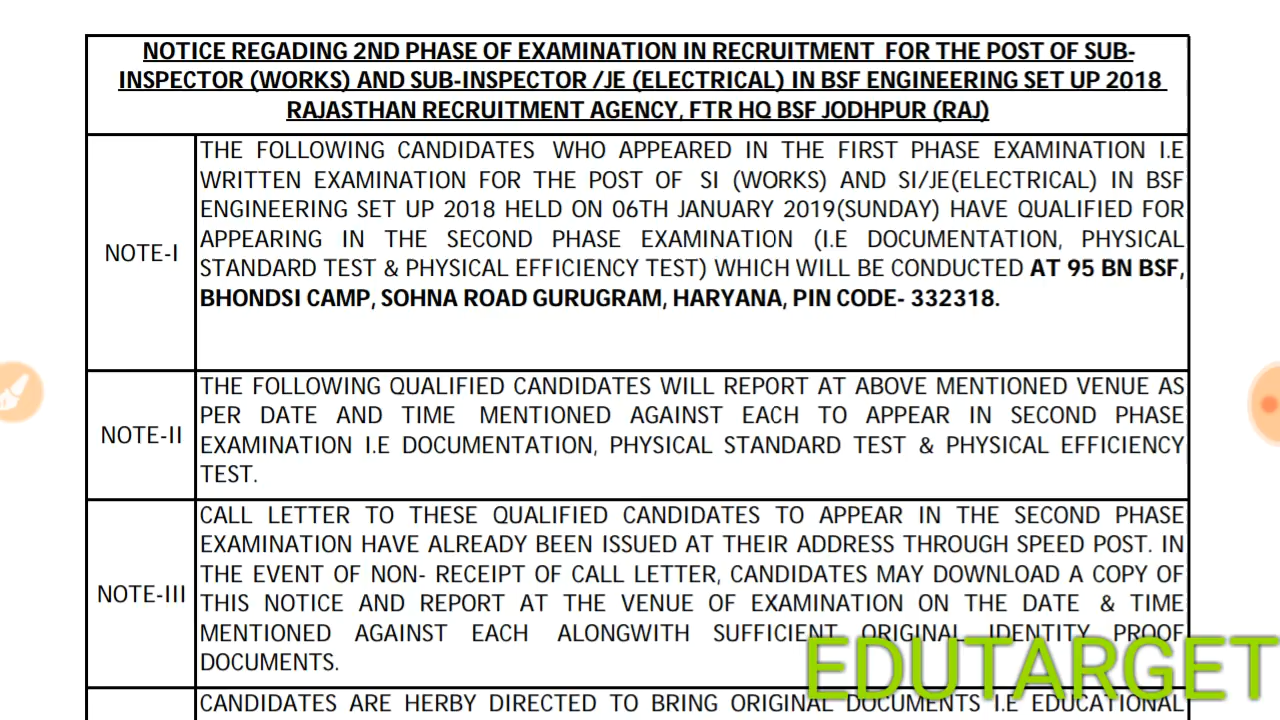 NOTICE REGADING 2ND PHASE OF EXAMINATION IN RECRUITMENT FOR THE POST OF SUB-
INSPECTOR (WORKS) AND SUB-INSPECTOR /JE (ELECTRICAL) IN BSF ENGINEERING SET UP 2018
RAJASTHAN RECRUITMENT AGENCY, FTR HQ BSF JODHPUR (RAJ)
NOTE-I
THE FOLLOWING CANDIDATES WHO APPEARED IN THE FIRST PHASE EXAMINATION I.E
WRITTEN EXAMINATION FOR THE POST OF SI (WORKS) AND SI/JE(ELECTRICAL) IN BSF
ENGINEERING SET UP 2018 HELD ON 06TH JANUARY 2019(SUNDAY) HAVE QUALIFIED FOR
APPEARING IN THE SECOND PHASE EXAMINATION (I.E DOCUMENTATION, PHYSICAL
STANDARD TEST & PHYSICAL EFFICIENCY TEST) WHICH WILL BE CONDUCTED AT 95 BN BSF,
BHONDSI CAMP, SOHNA ROAD GURUGRAM, HARYANA, PIN CODE- 332318.
NOTE-II
THE FOLLOWING QUALIFIED CANDIDATES WILL REPORT AT ABOVE MENTIONED VENUE AS
PER DATE AND TIME MENTIONED AGAINST EACH TO APPEAR IN SECOND PHASE
EXAMINATION I.E DOCUMENTATION, PHYSICAL STANDARD TEST & PHYSICAL EFFICIENCY
TEST.
NOTE-III
CALL LETTER TO THESE QUALIFIED CANDIDATES TO APPEAR IN THE SECOND PHASE
EXAMINATION HAVE ALREADY BEEN ISSUED AT THEIR ADDRESS THROUGH SPEED POST. IN
THE EVENT OF NON- RECEIPT OF CALL LETTER, CANDIDATES MAY DOWNLOAD A COPY OF
THIS NOTICE AND REPORT AT THE VENUE OF EXAMINATION ON THE DATE & TIME
MENTIONED AGAINST EACH ALONGWITH SUFFICIENT ORIGINAL IDENTITY PROOF
DOCUMENTS.
CANDIDATES ARE HERBY DIRECTED TO BRING ORIGINAL DOCUMENTS I.E EDUCATIONAL
EDUTARGET